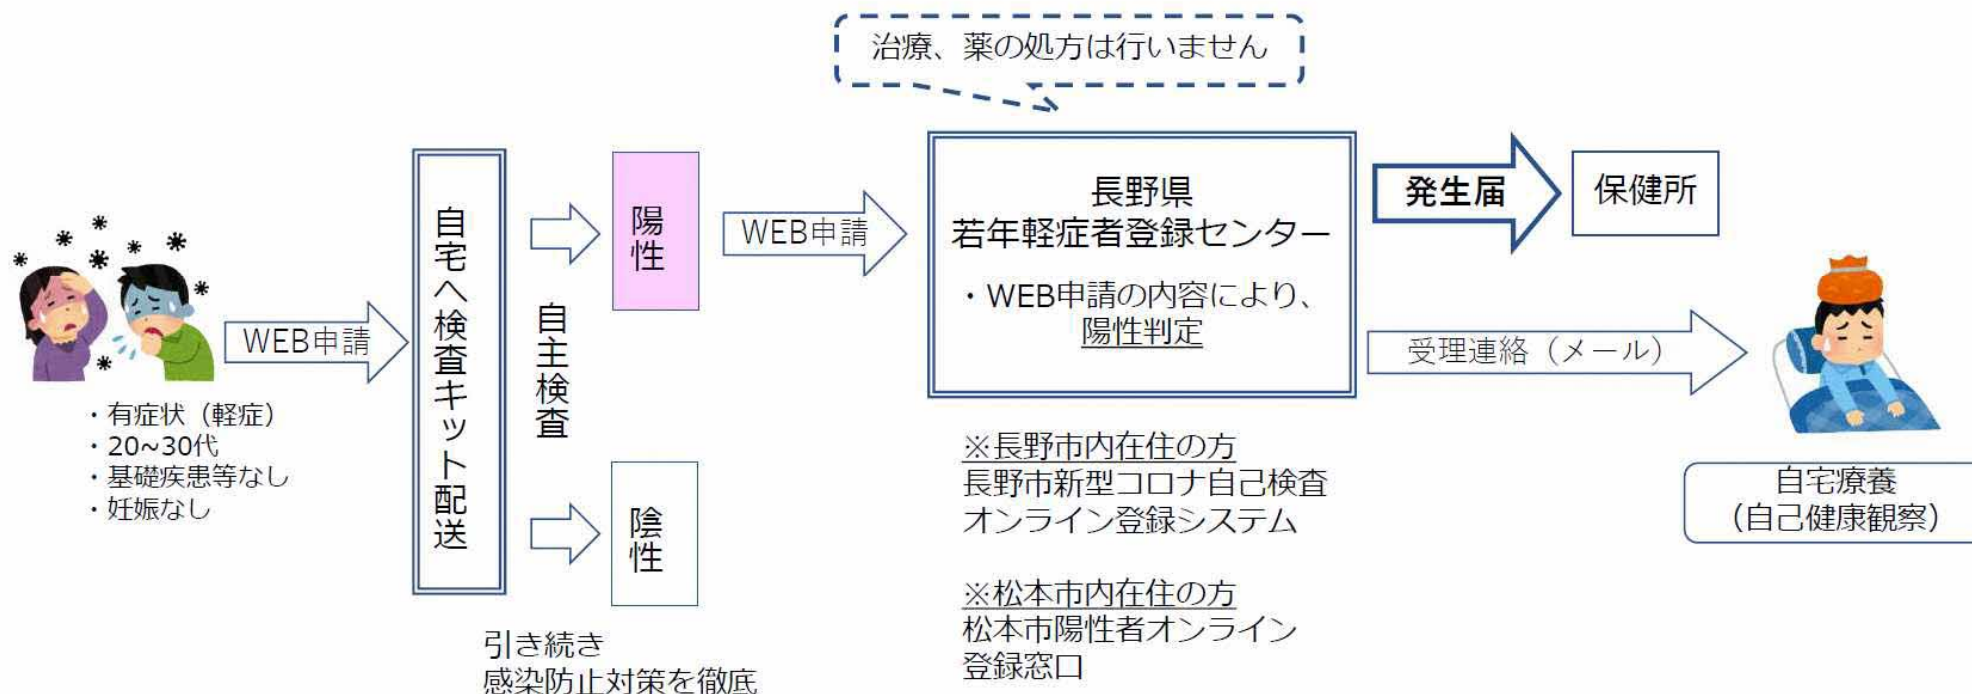 治療、薬の処方は行いません
・有症状（軽症）
・20~30代
・基礎疾患等なし
・妊娠なし
WEB申請
自宅へ検査キット配送
自主検査
陽性
陰性
引き続き
感染防止対策を徹底
WEB申請
長野県
若年軽症者登録センター
・WEB申請の内容により、
陽性判定
※長野市内在住の方
長野市新型コロナ自己検査
オンライン登録システム
※松本市内在住の方
松本市陽性者オンライン
登録窓口
発生届
保健所
受理連絡（メール）
自宅療養
（自己健康観察）